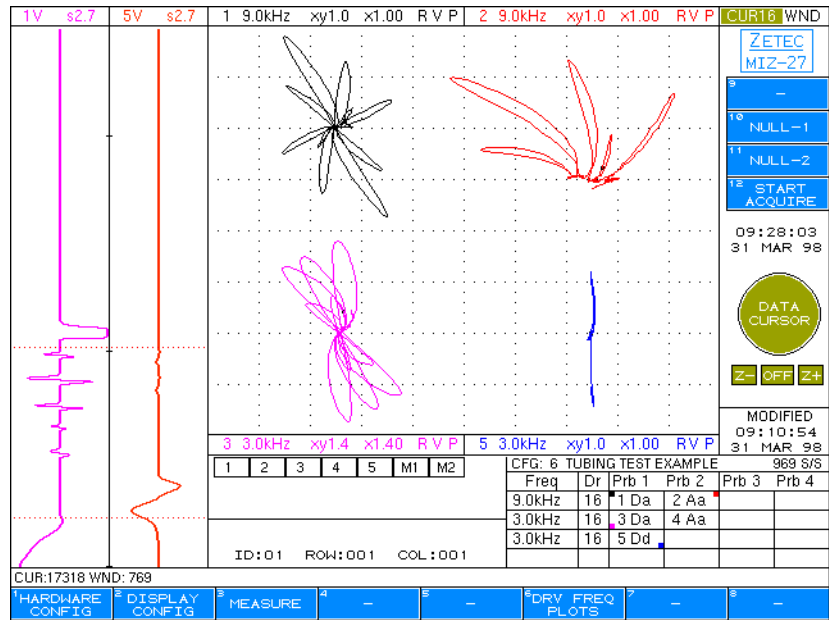 1V s2.7 5V s2.7 1 9.0kHz xy1.0 x1.00 R V P 2 9.0kHz xy1.0 x1.00 R V P CUR16 WND
ZETEC
MIZ-27
9 -
10 NULL-1
11 NULL-2
12 START
ACQUIRE
09:28:03
31 MAR 98
DATA
CURSOR
Z- OFF Z+
MODIFIED
09:10:54
31 MAR 98
3 3.0kHz xy1.4 x1.40 R V P 5 3.0kHz xy1.0 x1.00 R V P
1 2 3 4 5 M1 M2
CFG: 6 TUBING TEST EXAMPLE 969 S/S
Freq Dr Prb 1 Prb 2 Prb 3 Prb 4
9.0kHz 16 1 Da 2 Aa
3.0kHz 16 3 Da 4 Aa
3.0kHz 16 5 Dd
ID:01 ROW:001 COL:001
CUR:17318 WND: 769
1 HARDWARE
CONFIG
2 DISPLAY
CONFIG
3 MEASURE
4 -
5 -
6 DRV FREQ
PLOTS
7 -
8 -